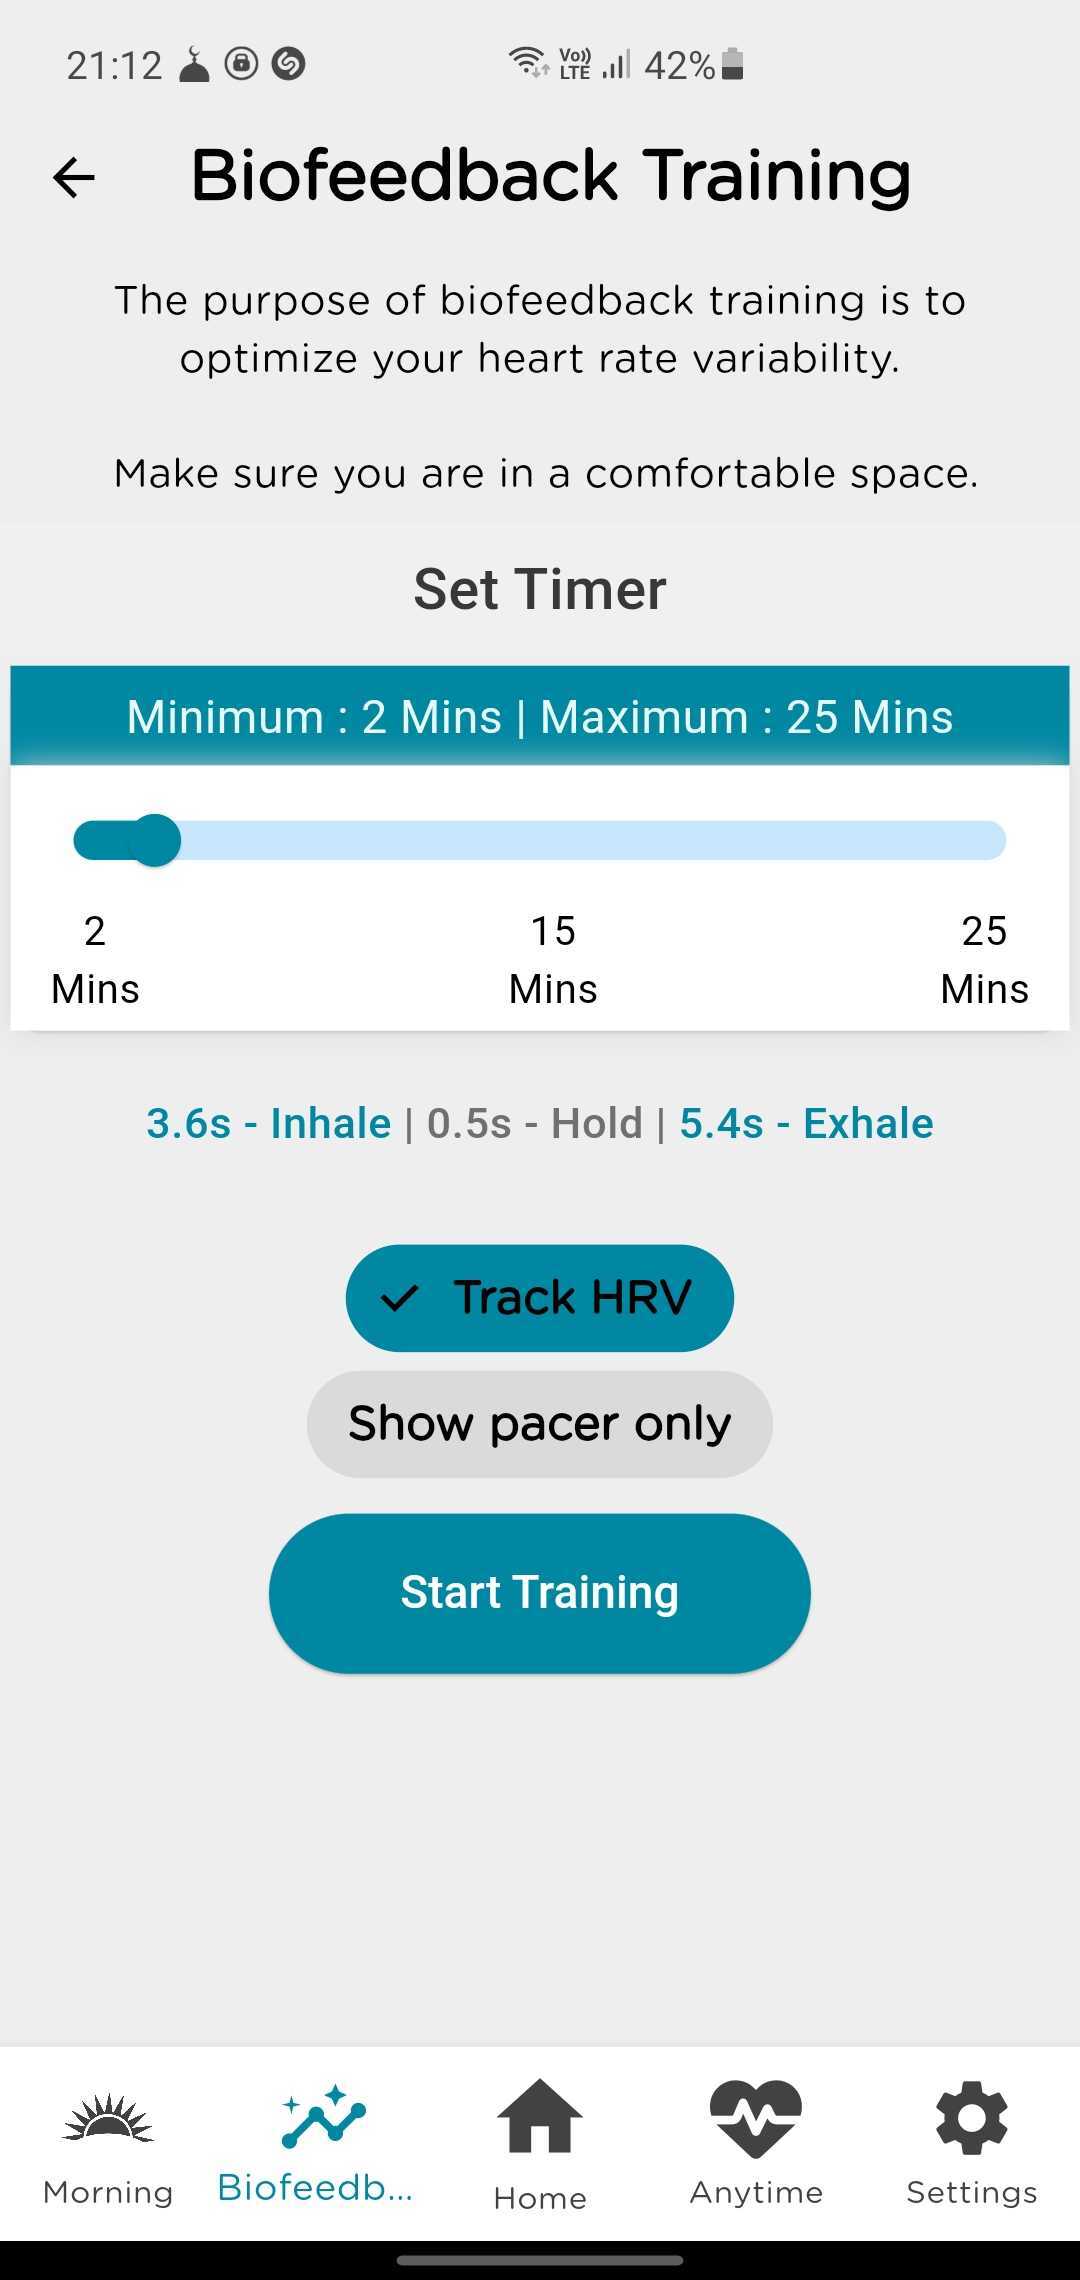 21:12 Vo)) LTE 42%
Biofeedback Training
The purpose of biofeedback training is to
optimize your heart rate variability.
Make sure you are in a comfortable space.
Set Timer
Minimum : 2 Mins | Maximum : 25 Mins
2 15 25
Mins Mins Mins
3.6s - Inhale | 0.5s - Hold | 5.4s - Exhale
Track HRV
Show pacer only
Start Training
Morning Biofeedb... Home Anytime Settings